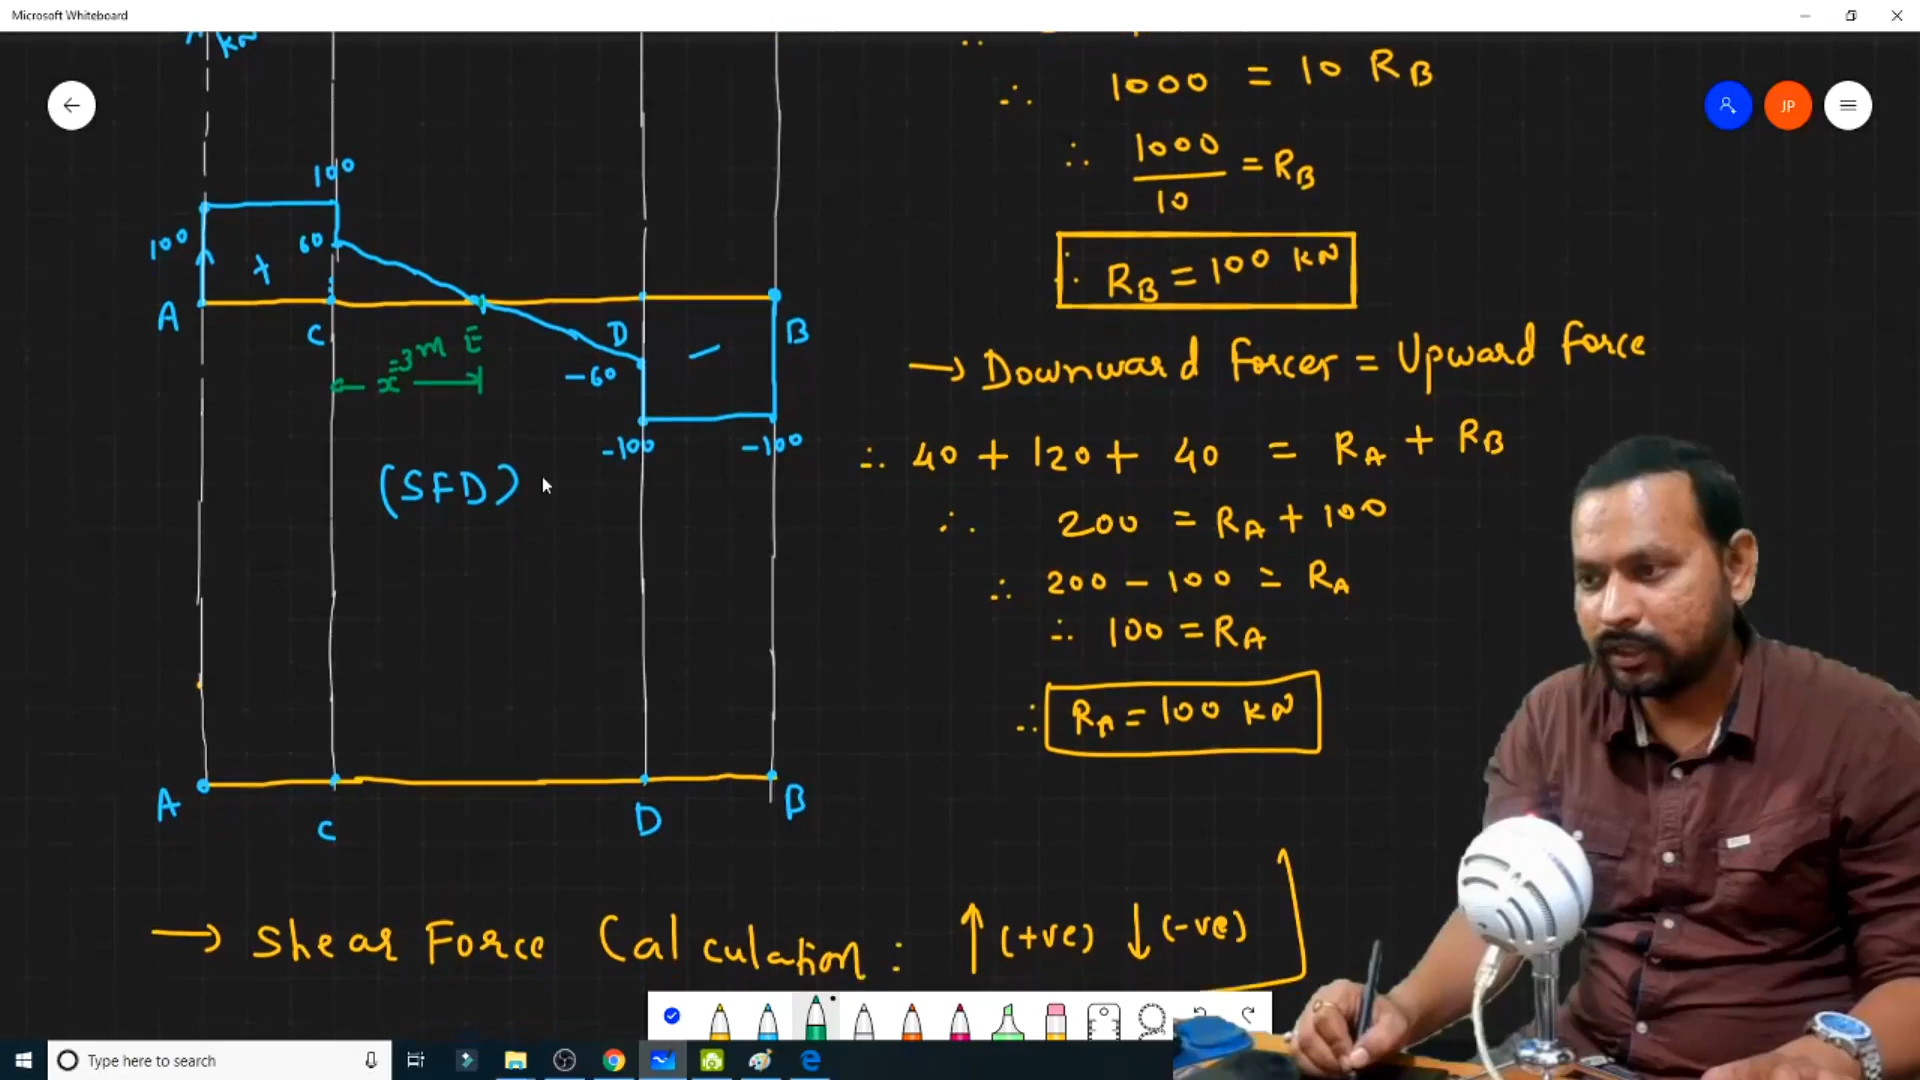 Microsoft Whiteboard
kN
100
100
60
+
A
C
=3m
E
x
D
-60
-
B
-100
-100
(SFD)
A
C
D
B
∴ 1000 = 10 RB
∴ 1000/10 = RB
∴ RB = 100 kN
→ Downward Forces = Upward force
∴ 40 + 120 + 40 = RA + RB
∴ 200 = RA + 100
∴ 200 - 100 = RA
∴ 100 = RA
∴ RA = 100 kN
→ Shear Force Calculation : ↑ (+ve) ↓ (-ve)
JP
Type here to search